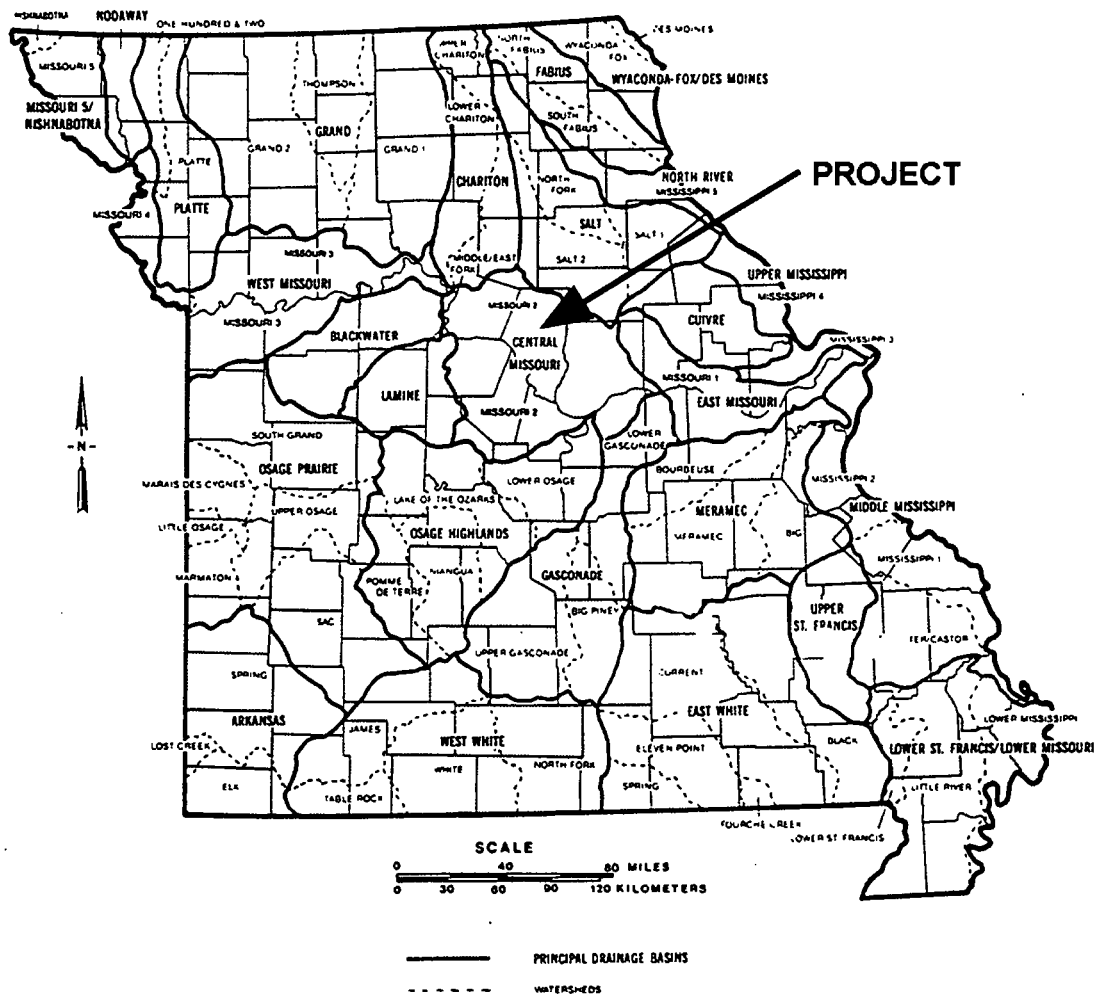 NISHNABOTNA
NODAWAY
ONE HUNDRED & TWO
DES MOINES
UPPER
CHARITON
NORTH
FABIUS
WYACONDA
FOX
MISSOURI 5
FABIUS
WYACONDA-FOX/DES MOINES
THOMPSON
MISSOURI 5/
NISHNABOTNA
LOWER
CHARITON
SOUTH
FABIUS
GRAND
GRAND 2
GRAND 1
PLATTE
CHARITON
NORTH
FORK
NORTH RIVER
MISSISSIPPI 5
PROJECT
MISSOURI 4
PLATTE
SALT
SALT 1
MISSOURI 3
MIDDLE/EAST
FORK
SALT 2
WEST MISSOURI
UPPER MISSISSIPPI
MISSISSIPPI 4
MISSOURI 2
MISSOURI 3
BLACKWATER
CUIVRE
CENTRAL
MISSOURI
MISSISSIPPI 3
MISSOURI 1
LAMINE
EAST MISSOURI
MISSOURI 2
SOUTH GRAND
LOWER
GASCONADE
OSAGE PRAIRIE
BOURBEUSE
MARAIS DES CYGNES
LAKE OF THE OZARKS
LOWER OSAGE
MISSISSIPPI 2
UPPER OSAGE
MERAMEC
MIDDLE MISSISSIPPI
LITTLE OSAGE
OSAGE HIGHLANDS
MERAMEC
BIG
MISSISSIPPI 1
MARMATON
NIANGUA
GASCONADE
POMME
DE TERRE
BIG PINEY
UPPER
ST. FRANCIS
SAC
UPPER GASCONADE
SPRING
CURRENT
ARKANSAS
EAST WHITE
LOWER MISSISSIPPI
JAMES
WEST WHITE
BLACK
LOST CREEK
ELEVEN POINT
LOWER ST. FRANCIS/LOWER MISSOURI
WHITE
NORTH FORK
ELK
TABLE ROCK
SPRING
LITTLE RIVER
FOURCHE CREEK
LOWER ST. FRANCIS
-N-
SCALE
0 40 80 MILES
0 30 60 90 120 KILOMETERS
PRINCIPAL DRAINAGE BASINS
WATERSHEDS